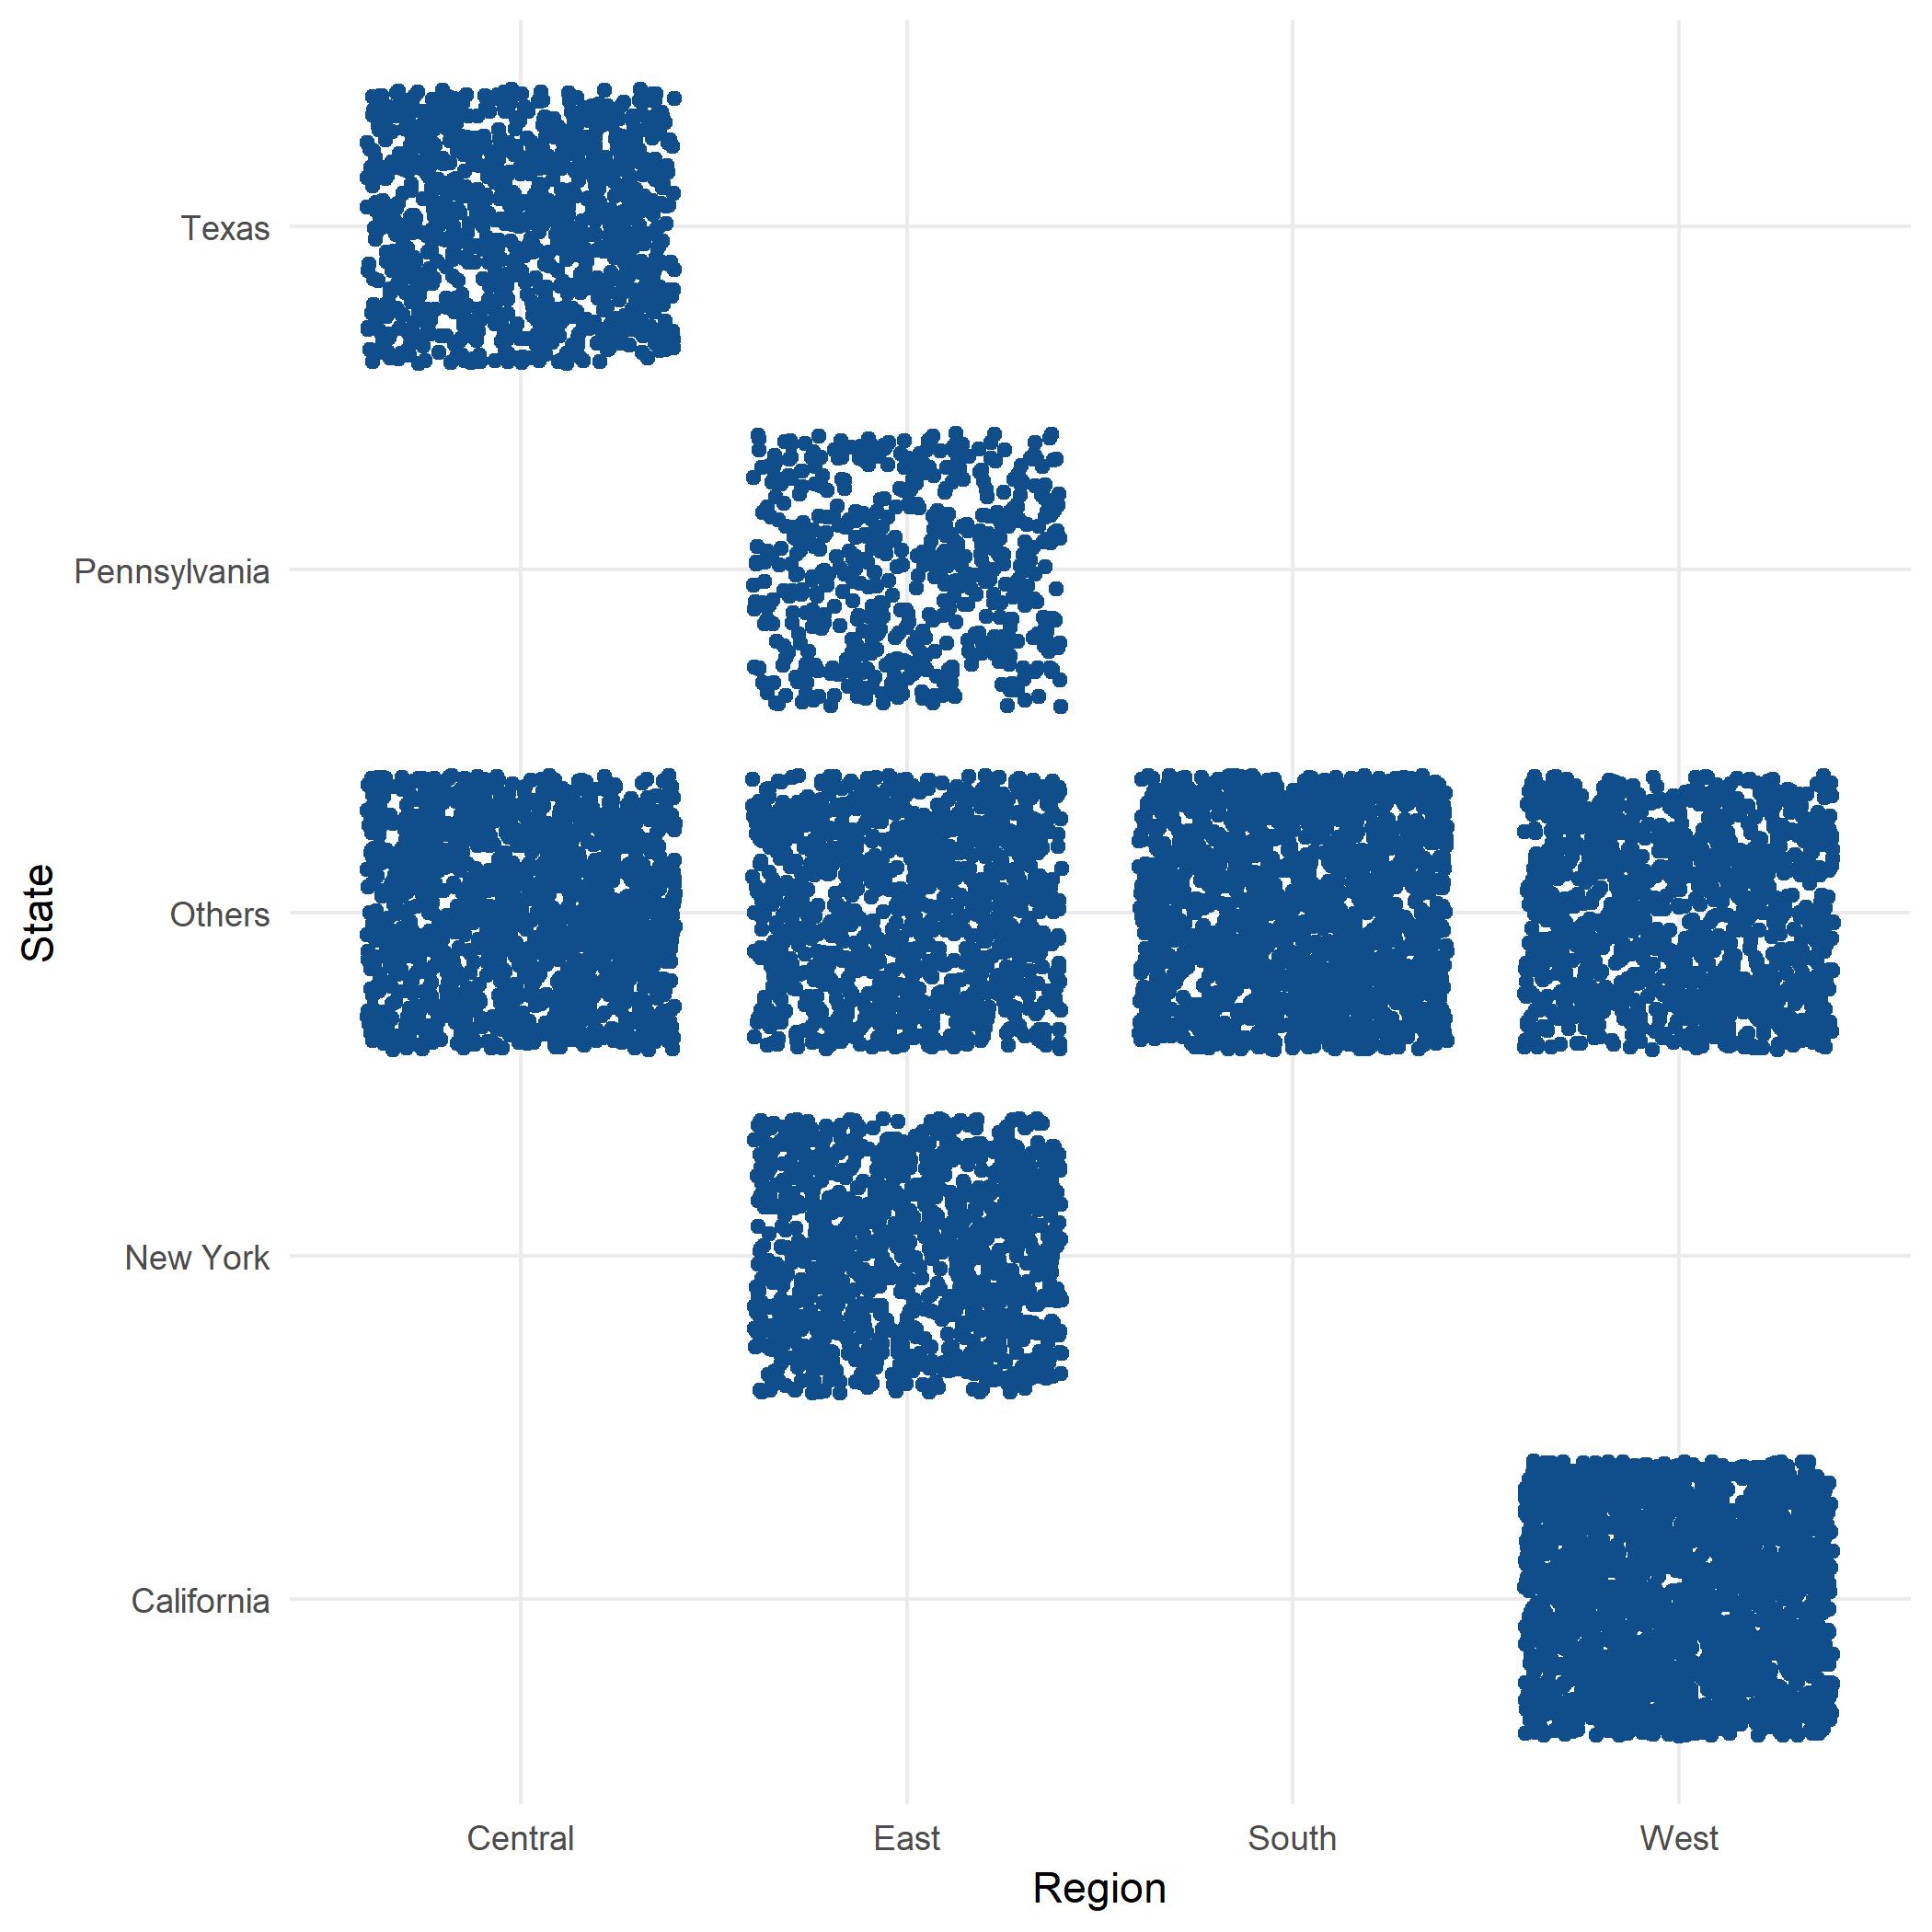 Texas
Pennsylvania
Others
New York
California
State
Central
East
South
West
Region